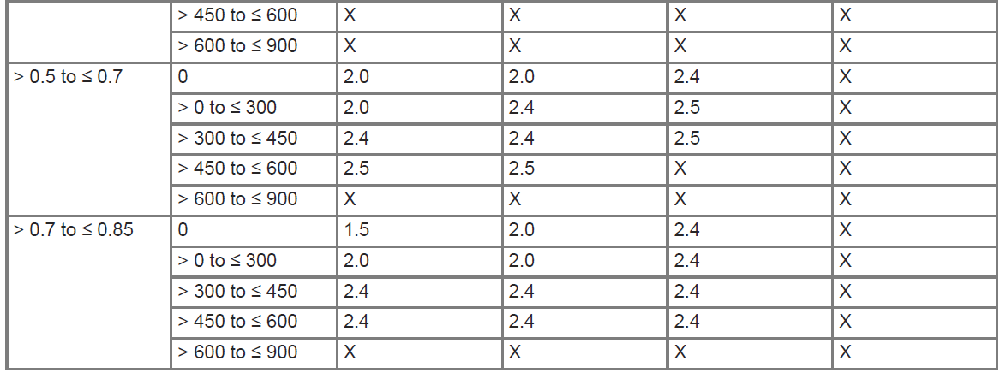 > 450 to ≤ 600 X X X X
> 600 to ≤ 900 X X X X
> 0.5 to ≤ 0.7 0 2.0 2.0 2.4 X
> 0 to ≤ 300 2.0 2.4 2.5 X
> 300 to ≤ 450 2.4 2.4 2.5 X
> 450 to ≤ 600 2.5 2.5 X X
> 600 to ≤ 900 X X X X
> 0.7 to ≤ 0.85 0 1.5 2.0 2.4 X
> 0 to ≤ 300 2.0 2.0 2.4 X
> 300 to ≤ 450 2.4 2.4 2.4 X
> 450 to ≤ 600 2.4 2.4 2.4 X
> 600 to ≤ 900 X X X X